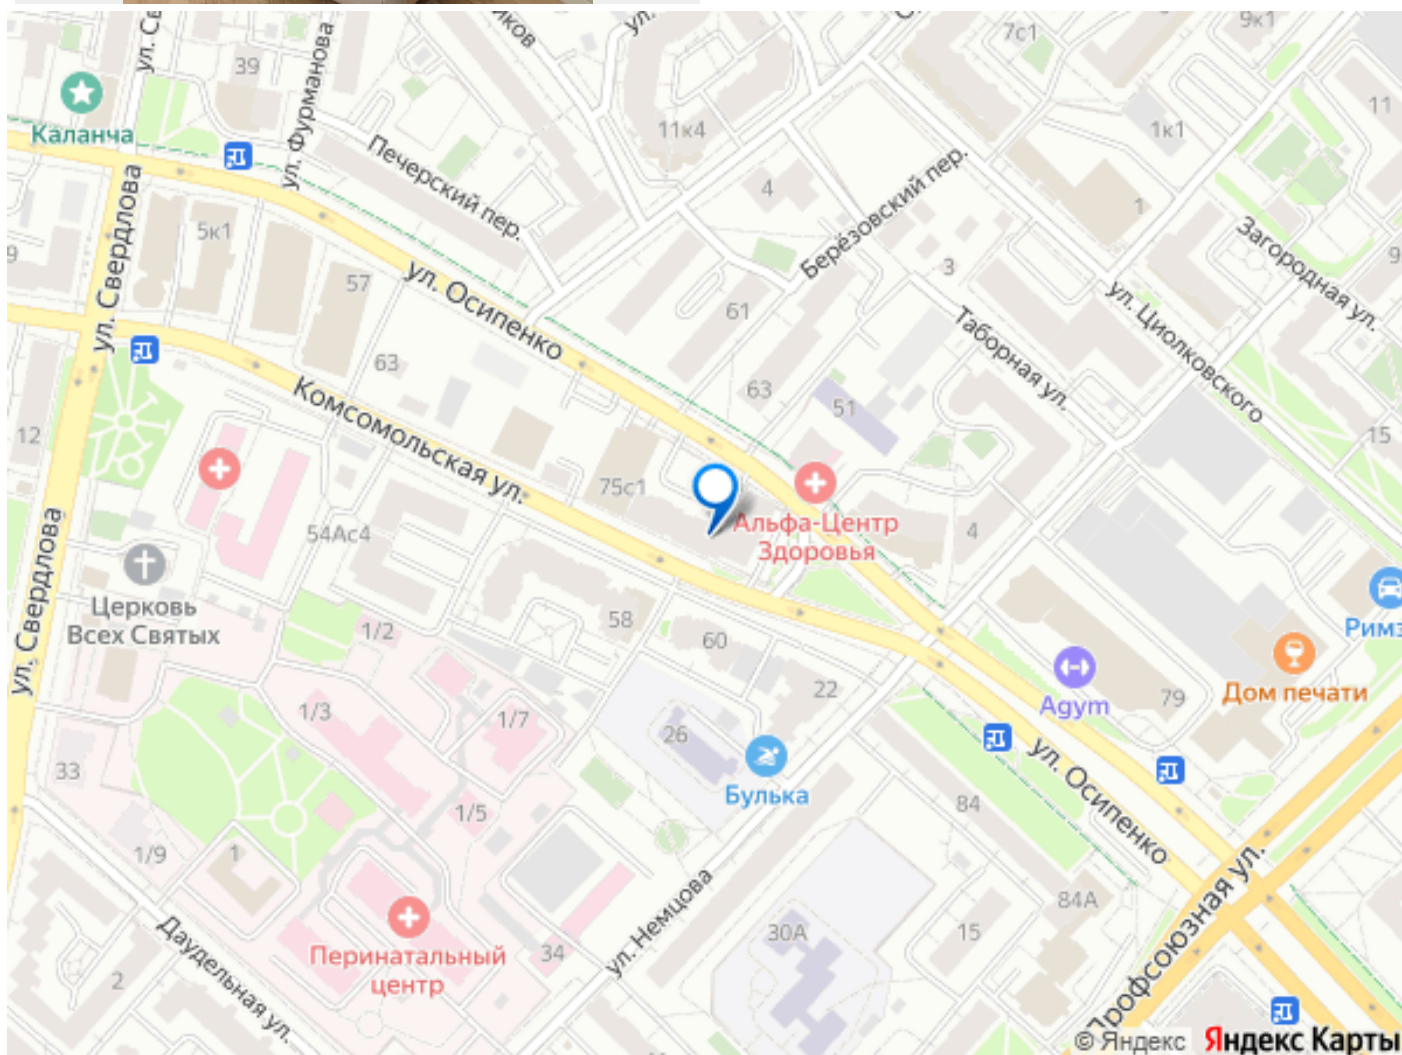 ул. Св
39
ул. Фурманова
Каланча
Печерский пер.
11к4
7с1
9к1
11
1к1
4
1
Берёзовский пер.
5к1
9
ул. Свердлова
57
ул. Осипенко
61
3
Загородная ул.
9
ул. Циолковского
Таборная ул.
63
63
51
Комсомольская ул.
12
75с1
15
54Ас4
Альфа-Центр
Здоровья
4
ул. Свердлова
Церковь
Всех Святых
1/2
58
60
22
Римз
Agym
79
Дом печати
1/3
1/7
26
Булька
ул. Осипенко
33
1/5
84
1/9
1
84А
Профсоюзная ул.
ул. Немцова
30А
15
Перинатальный
центр
34
2
Даудельная ул.
© Яндекс Яндекс Карты